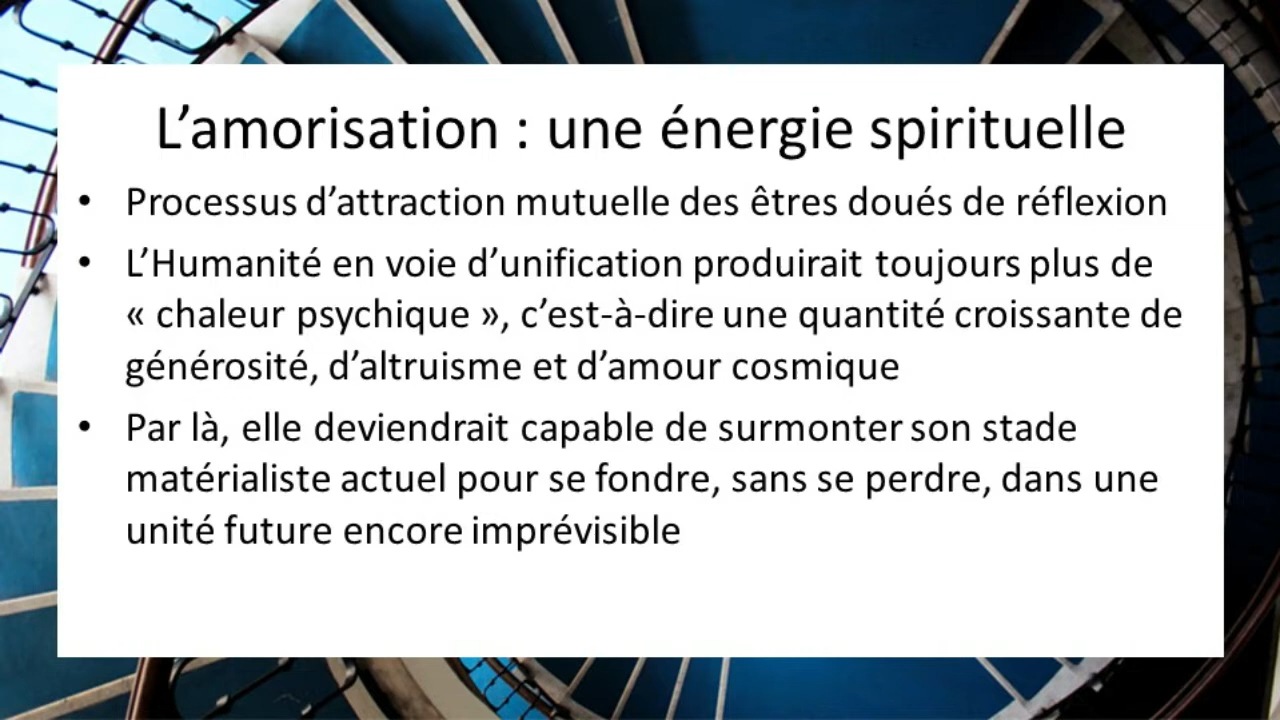 L’amorisation : une énergie spirituelle
• Processus d’attraction mutuelle des êtres doués de réflexion
• L’Humanité en voie d’unification produirait toujours plus de
« chaleur psychique », c’est-à-dire une quantité croissante de
générosité, d’altruisme et d’amour cosmique
• Par là, elle deviendrait capable de surmonter son stade
matérialiste actuel pour se fondre, sans se perdre, dans une
unité future encore imprévisible